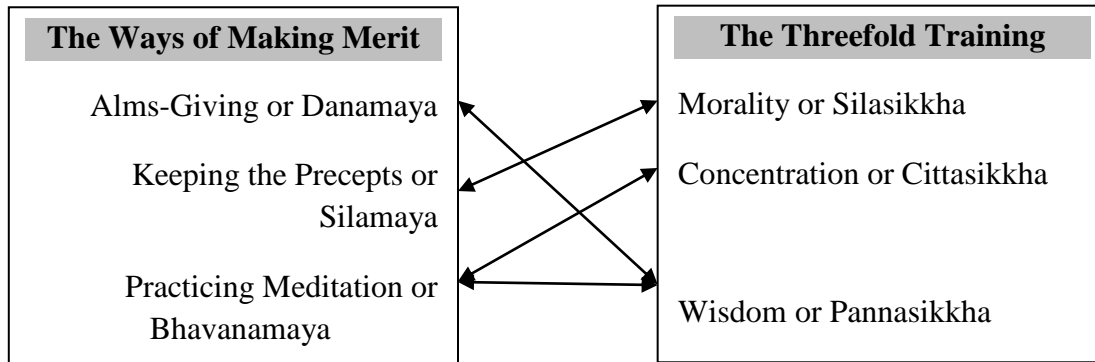 The Ways of Making Merit
Alms-Giving or Danamaya
Keeping the Precepts or
Silamaya
Practicing Meditation or
Bhavanamaya
The Threefold Training
Morality or Silasikkha
Concentration or Cittasikkha
Wisdom or Pannasikkha